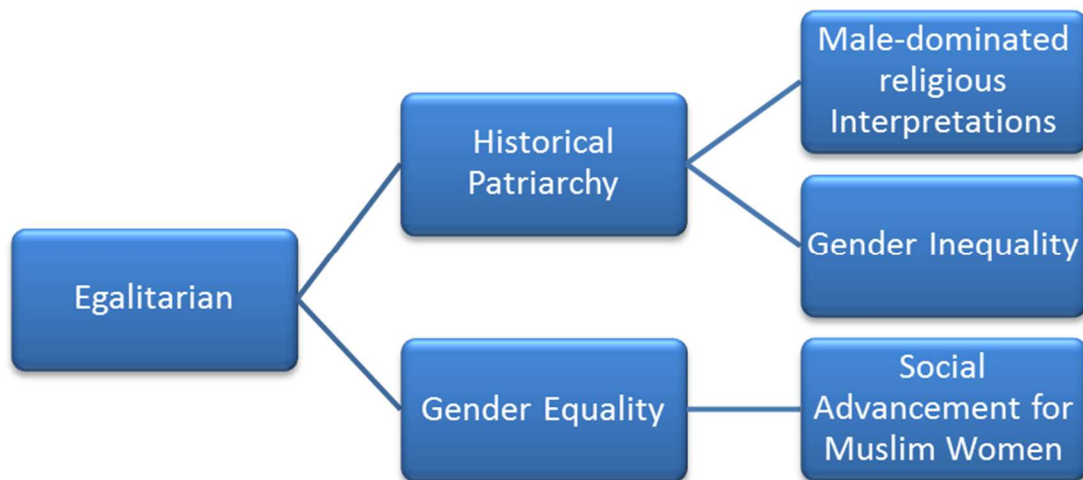 Male-dominated
religious
Interpretations
Historical
Patriarchy
Gender Inequality
Egalitarian
Gender Equality
Social
Advancement for
Muslim Women